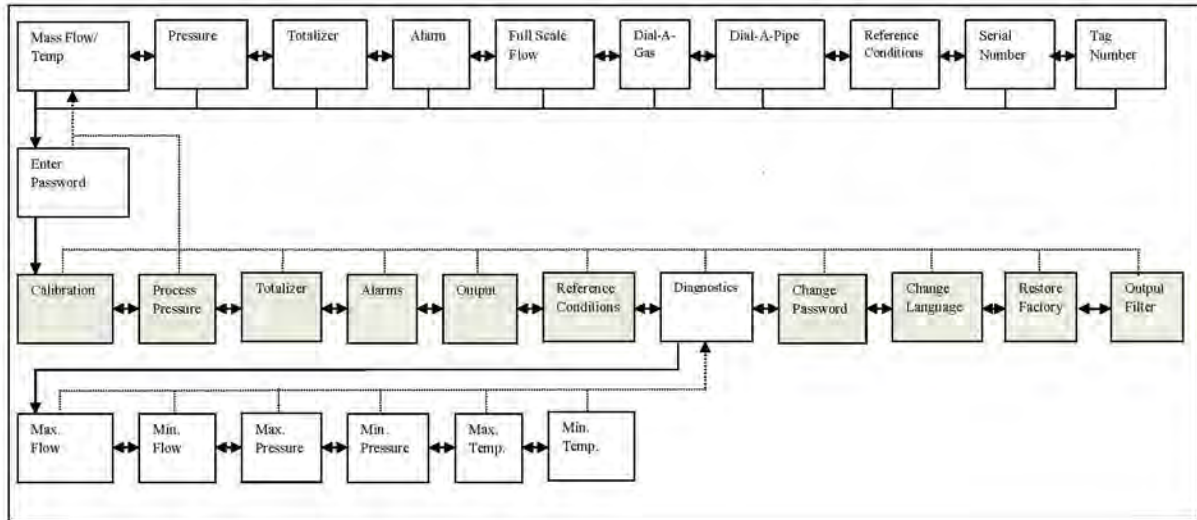 Mass Flow/
Temp
Pressure
Totalizer
Alarm
Full Scale
Flow
Dial-A-
Gas
Dial-A-Pipe
Reference
Conditions
Serial
Number
Tag
Number
Enter
Password
Calibration
Process
Pressure
Totalizer
Alarms
Output
Reference
Conditions
Diagnostics
Change
Password
Change
Language
Restore
Factory
Output
Filter
Max.
Flow
Min.
Flow
Max.
Pressure
Min.
Pressure
Max.
Temp.
Min.
Temp.